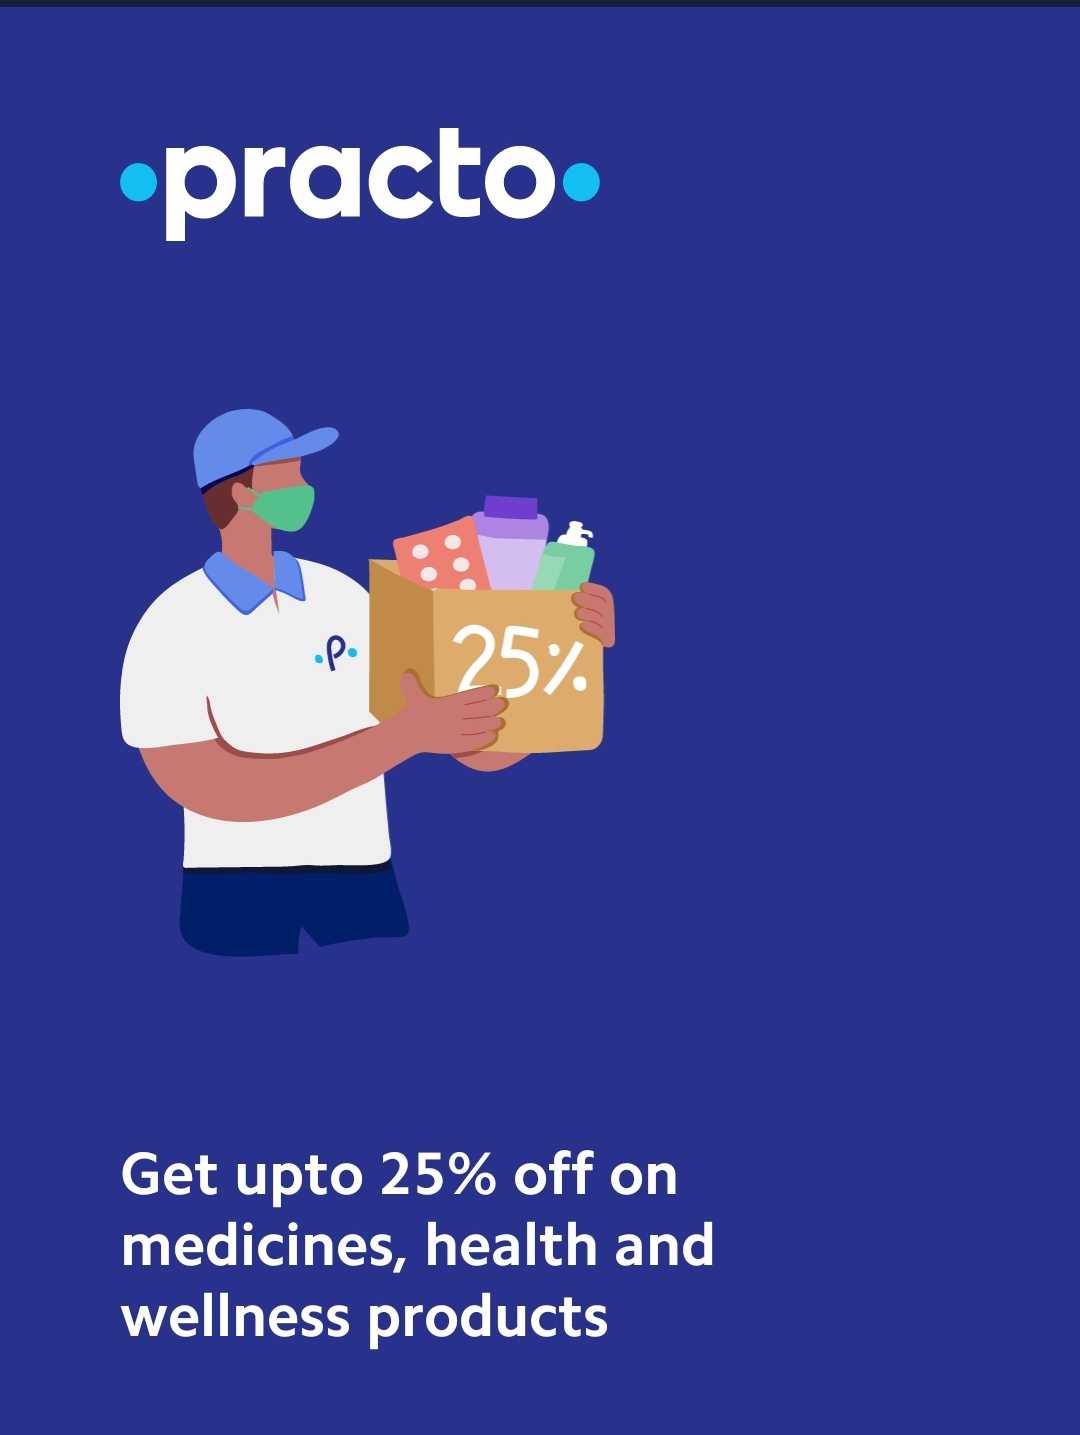 practo
p
25%
Get upto 25% off on
medicines, health and
wellness products